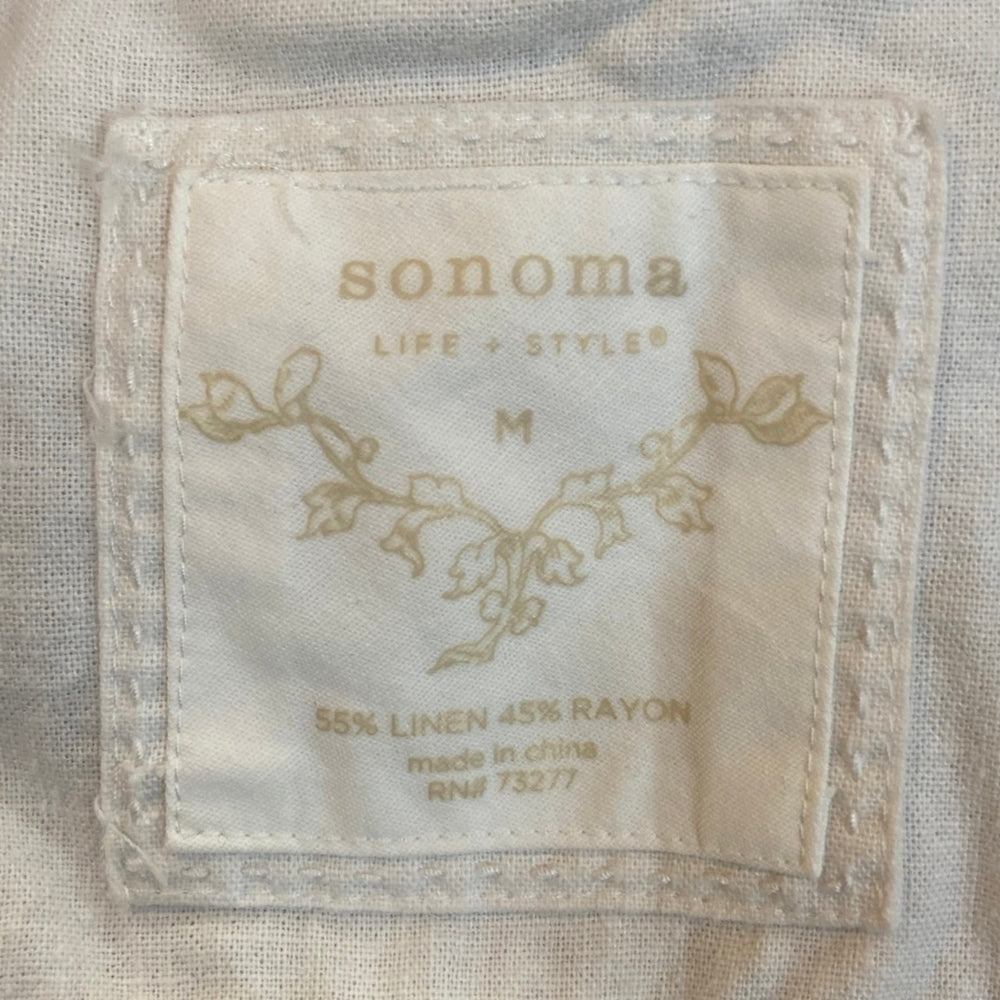 sonoma
LIFE + STYLE®
M
55% LINEN 45% RAYON
made in china
RN# 73277